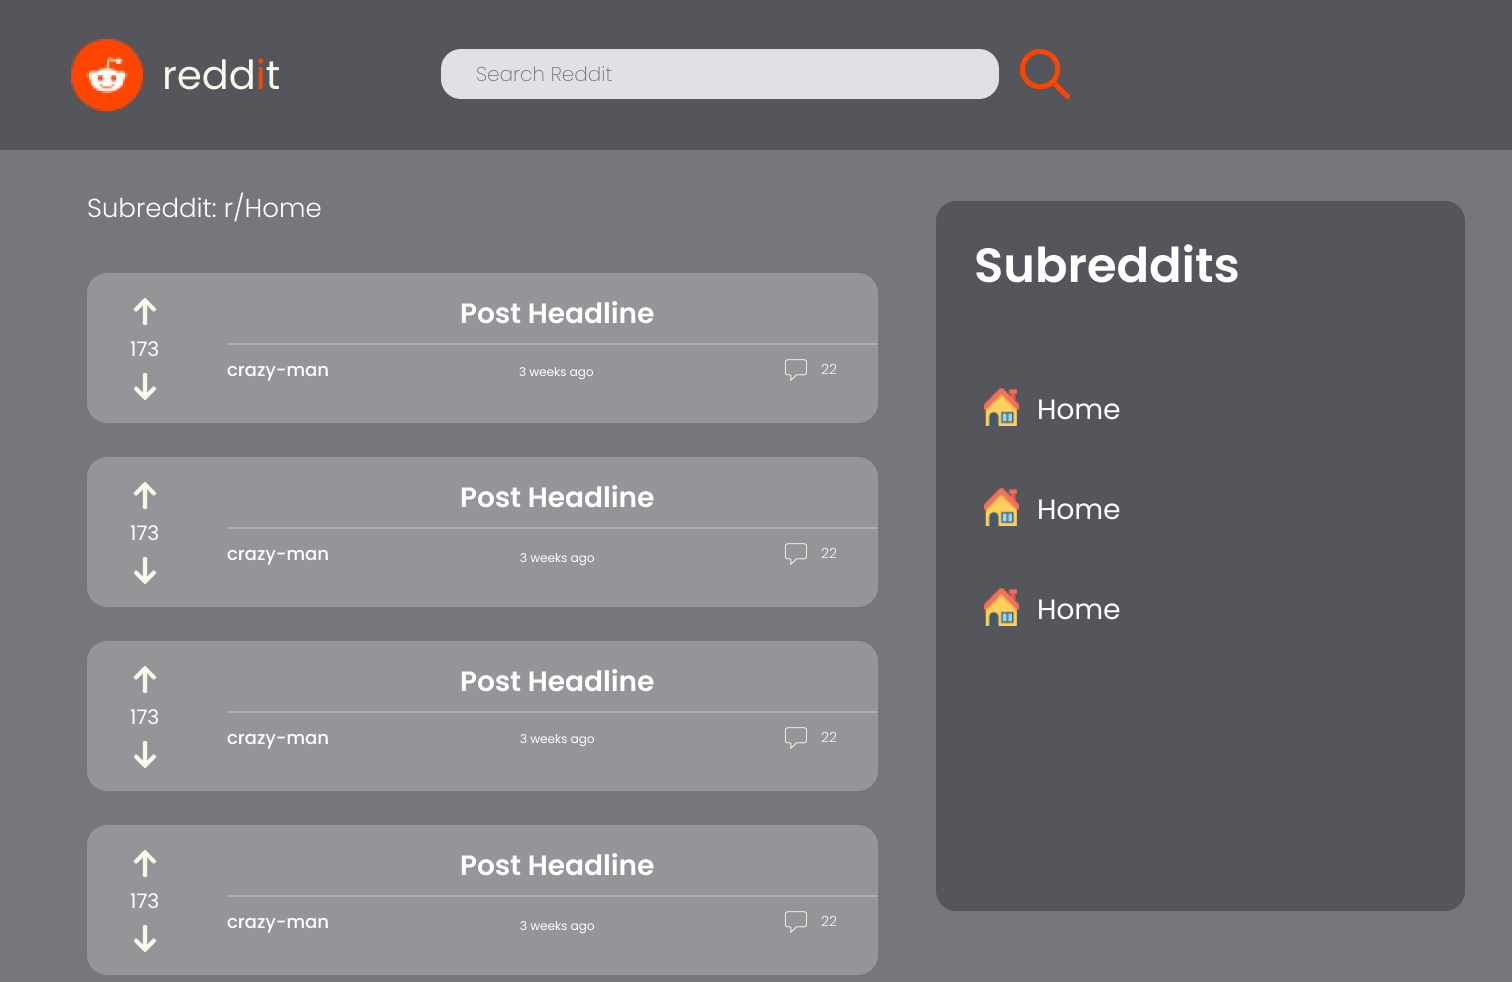 reddit
Search Reddit
Subreddit: r/Home
Post Headline
173
crazy-man
3 weeks ago
22
Post Headline
173
crazy-man
3 weeks ago
22
Post Headline
173
crazy-man
3 weeks ago
22
Post Headline
173
crazy-man
3 weeks ago
22
Subreddits
Home
Home
Home